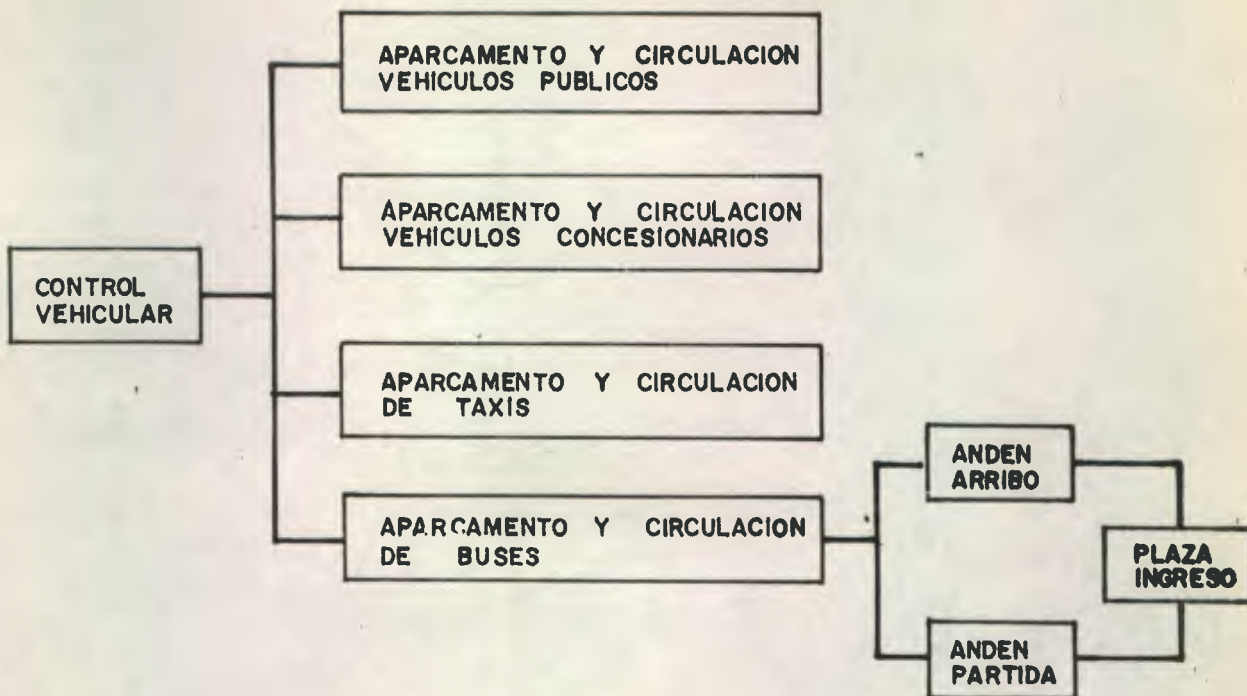 APARCAMENTO Y CIRCULACION
VEHICULOS PUBLICOS
APARCAMENTO Y CIRCULACION
VEHICULOS CONCESIONARIOS
CONTROL
VEHICULAR
APARCAMENTO Y CIRCULACION
DE TAXIS
APARCAMENTO Y CIRCULACION
DE BUSES
ANDEN
ARRIBO
PLAZA
INGRESO
ANDEN
PARTIDA